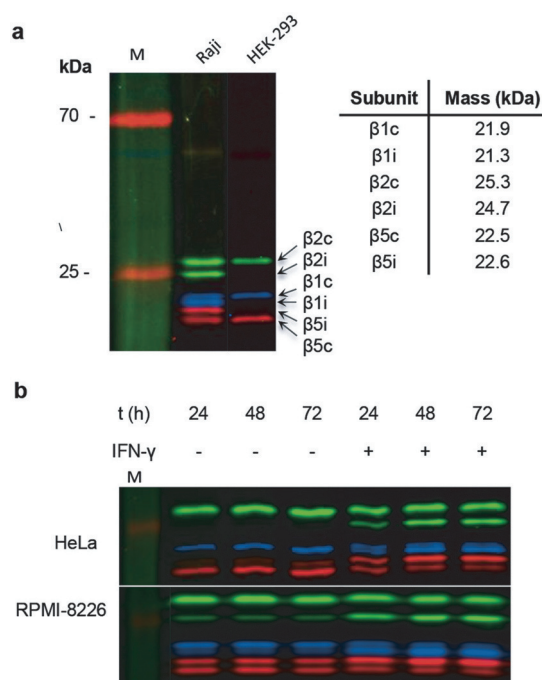 a
M Raji HEK-293
kDa
70 -
\
25 -
β2c
β2i
β1c
β1i
β5i
β5c
Subunit Mass (kDa)
β1c 21.9
β1i 21.3
β2c 25.3
β2i 24.7
β5c 22.5
β5i 22.6
b
t (h) 24 48 72 24 48 72
IFN-γ - - - + + +
M
HeLa
RPMI-8226